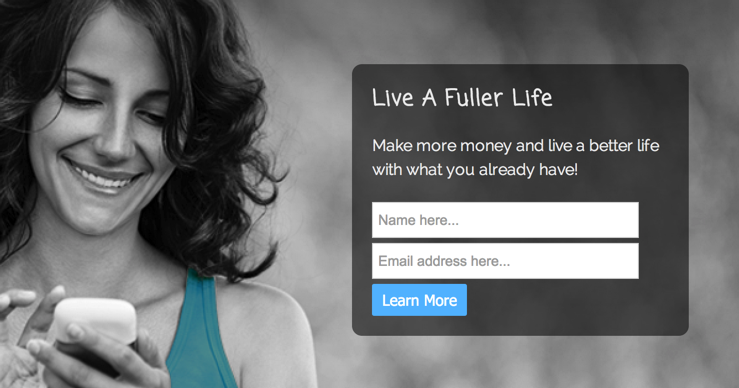 Live A Fuller Life
Make more money and live a better life
with what you already have!
Name here...
Email address here...
Learn More